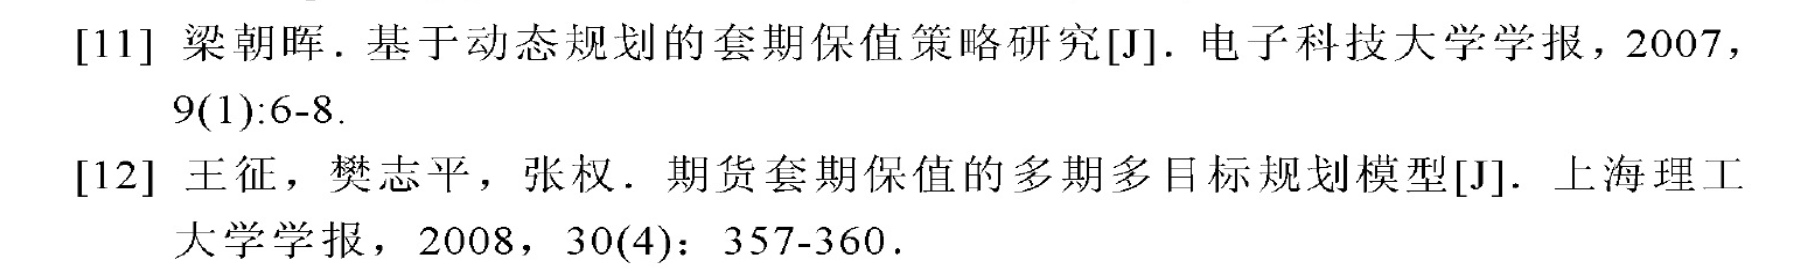 [11] 梁朝晖. 基于动态规划的套期保值策略研究[J]. 电子科技大学学报, 2007,
9(1):6-8.
[12] 王征, 樊志平, 张权. 期货套期保值的多期多目标规划模型[J]. 上海理工
大学学报, 2008, 30(4): 357-360.